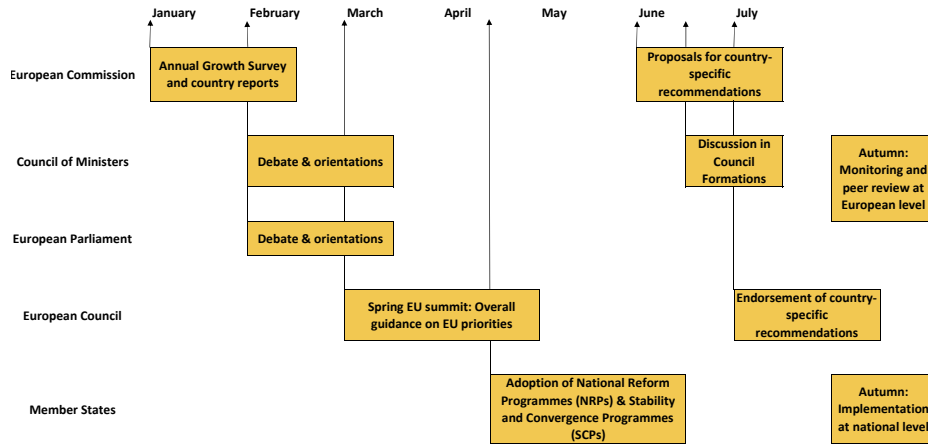 January February March April May June July
European Commission
Annual Growth Survey
and country reports
Proposals for country-
specific
recommendations
Council of Ministers
Debate & orientations
Discussion in
Council
Formations
Autumn:
Monitoring and
peer review at
European level
European Parliament
Debate & orientations
European Council
Spring EU summit: Overall
guidance on EU priorities
Endorsement of country-
specific
recommendations
Member States
Adoption of National Reform
Programmes (NRPs) & Stability
and Convergence Programmes
(SCPs)
Autumn:
Implementation
at national level